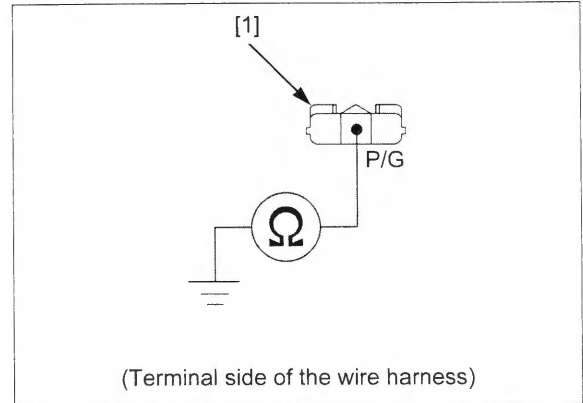 [1]
P/G
Ω
(Terminal side of the wire harness)